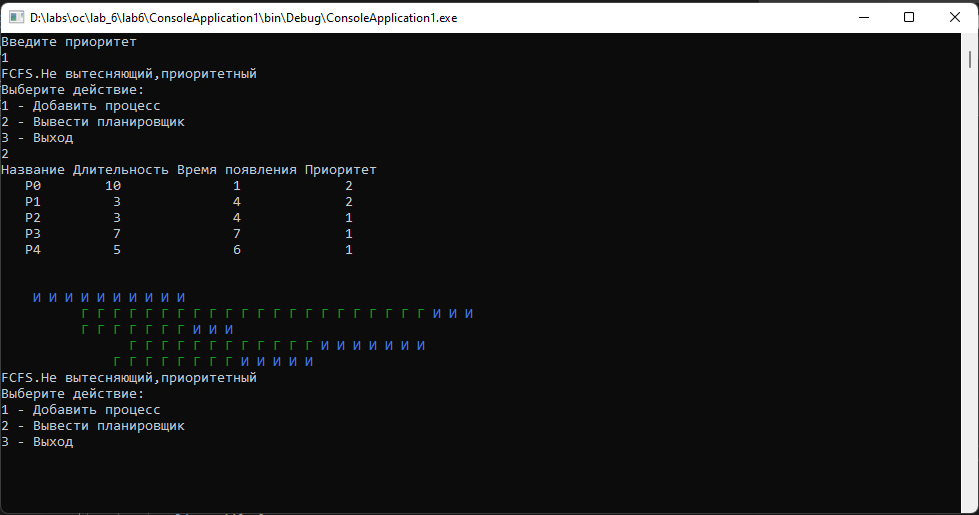 D:\labs\oc\lab_6\lab6\ConsoleApplication1\bin\Debug\ConsoleApplication1.exe
Введите приоритет
1
FCFS.Не вытесняющий,приоритетный
Выберите действие:
1 - Добавить процесс
2 - Вывести планировщик
3 - Выход
2
Название Длительность Время появления Приоритет
P0 10 1 2
P1 3 4 2
P2 3 4 1
P3 7 7 1
P4 5 6 1
И И И И И И И И И И
Г Г Г Г Г Г Г Г Г Г Г Г Г Г Г Г Г Г Г Г Г Г И И И
Г Г Г Г Г Г Г И И И
Г Г Г Г Г Г Г Г Г Г Г Г И И И И И И И
Г Г Г Г Г Г Г Г И И И И И
FCFS.Не вытесняющий,приоритетный
Выберите действие:
1 - Добавить процесс
2 - Вывести планировщик
3 - Выход